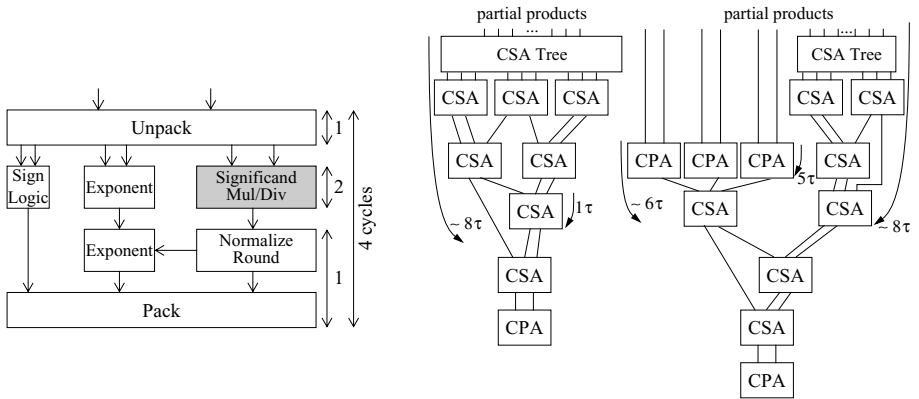 Unpack
1
Sign
Logic
Exponent
Significand
Mul/Div
2
4 cycles
Exponent
Normalize
Round
1
Pack
partial products
...
CSA Tree
CSA
CSA
CSA
CSA
CSA
CSA
1τ
~ 8τ
CSA
CPA
partial products
...
CSA Tree
CSA
CSA
CPA
CPA
CPA
CSA
5τ
~ 6τ
CSA
CSA
~ 8τ
CSA
CSA
CPA